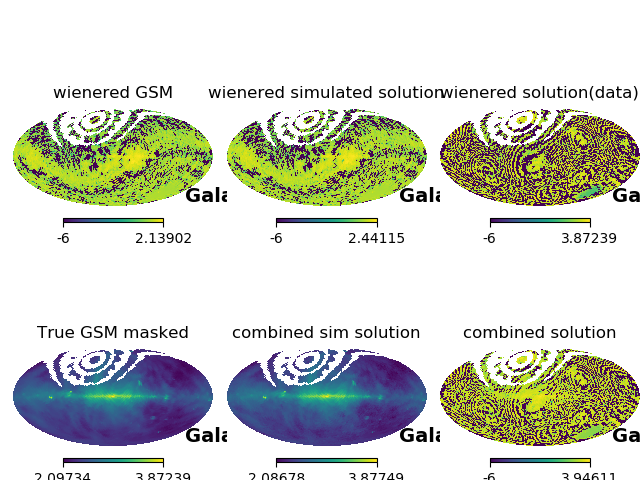 wienered GSM
wienered simulated solution
wienered solution(data)
Gala
Gala
Ga
-6 2.13902
-6 2.44115
-6 3.87239
True GSM masked
combined sim solution
combined solution
Gala
Gala
Ga
2.09734 3.87239
2.08678 3.87749
-6 3.94611